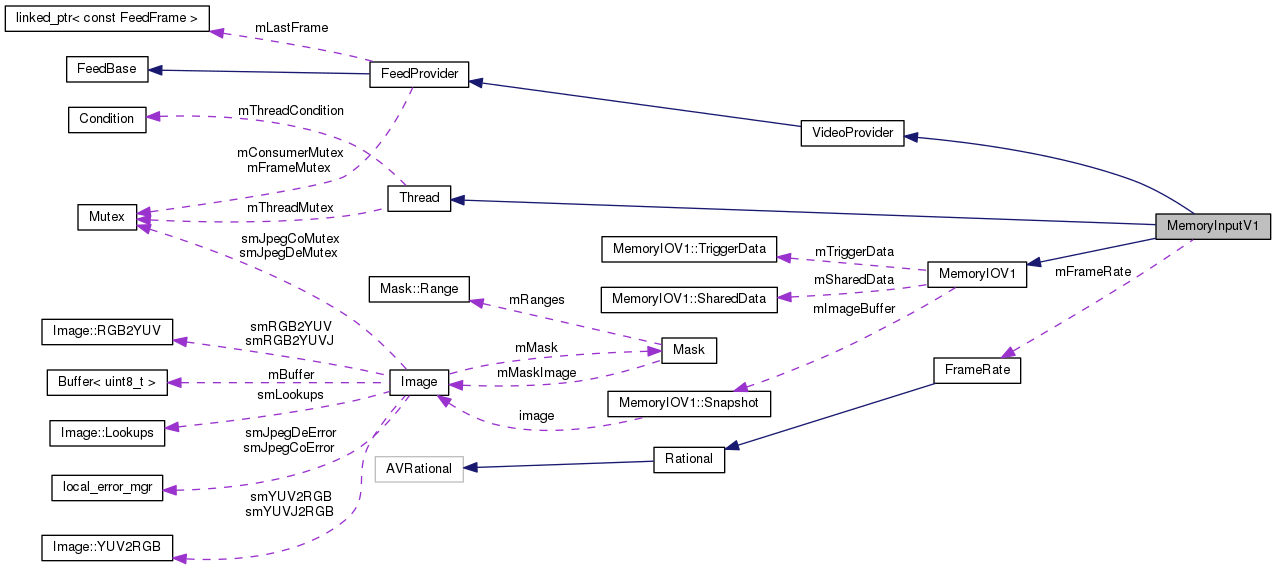 linked_ptr< const FeedFrame >
mLastFrame
FeedBase
FeedProvider
Condition
mThreadCondition
VideoProvider
mConsumerMutex
mFrameMutex
Thread
Mutex
mThreadMutex
MemoryInputV1
smJpegCoMutex
smJpegDeMutex
MemoryIOV1::TriggerData
mTriggerData
MemoryIOV1
mFrameRate
Mask::Range
mRanges
MemoryIOV1::SharedData
mSharedData
mImageBuffer
Image::RGB2YUV
smRGB2YUV
smRGB2YUVJ
mMask
Mask
mMaskImage
FrameRate
Buffer< uint8_t >
mBuffer
Image
smLookups
MemoryIOV1::Snapshot
image
Image::Lookups
smJpegDeError
smJpegCoError
Rational
AVRational
local_error_mgr
smYUV2RGB
smYUVJ2RGB
Image::YUV2RGB